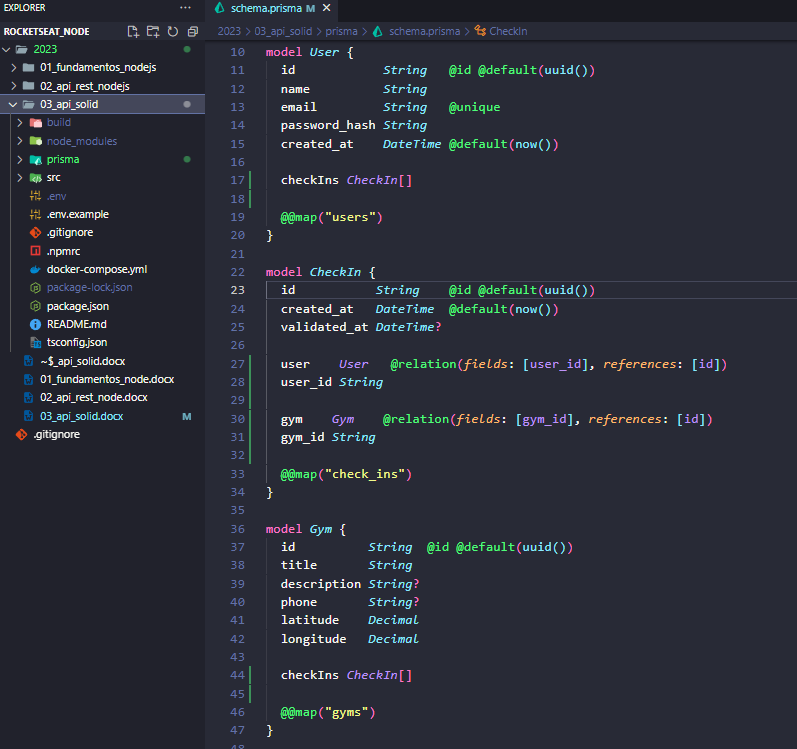 EXPLORER ...
ROCKETSEAT_NODE
2023
01_fundamentos_nodejs
02_api_rest_nodejs
03_api_solid
build
node_modules
prisma
src
.env
.env.example
.gitignore
.npmrc
docker-compose.yml
package-lock.json
package.json
README.md
tsconfig.json
~$_api_solid.docx
01_fundamentos_node.docx
02_api_rest_node.docx
03_api_solid.docx M
.gitignore
schema.prisma M X
2023 > 03_api_solid > prisma > schema.prisma > CheckIn
10 model User {
11 id String @id @default(uuid())
12 name String
13 email String @unique
14 password_hash String
15 created_at DateTime @default(now())
16
17 checkIns CheckIn[]
18
19 @@map("users")
20 }
21
22 model CheckIn {
23 id String @id @default(uuid())
24 created_at DateTime @default(now())
25 validated_at DateTime?
26
27 user User @relation(fields: [user_id], references: [id])
28 user_id String
29
30 gym Gym @relation(fields: [gym_id], references: [id])
31 gym_id String
32
33 @@map("check_ins")
34 }
35
36 model Gym {
37 id String @id @default(uuid())
38 title String
39 description String?
40 phone String?
41 latitude Decimal
42 longitude Decimal
43
44 checkIns CheckIn[]
45
46 @@map("gyms")
47 }
48